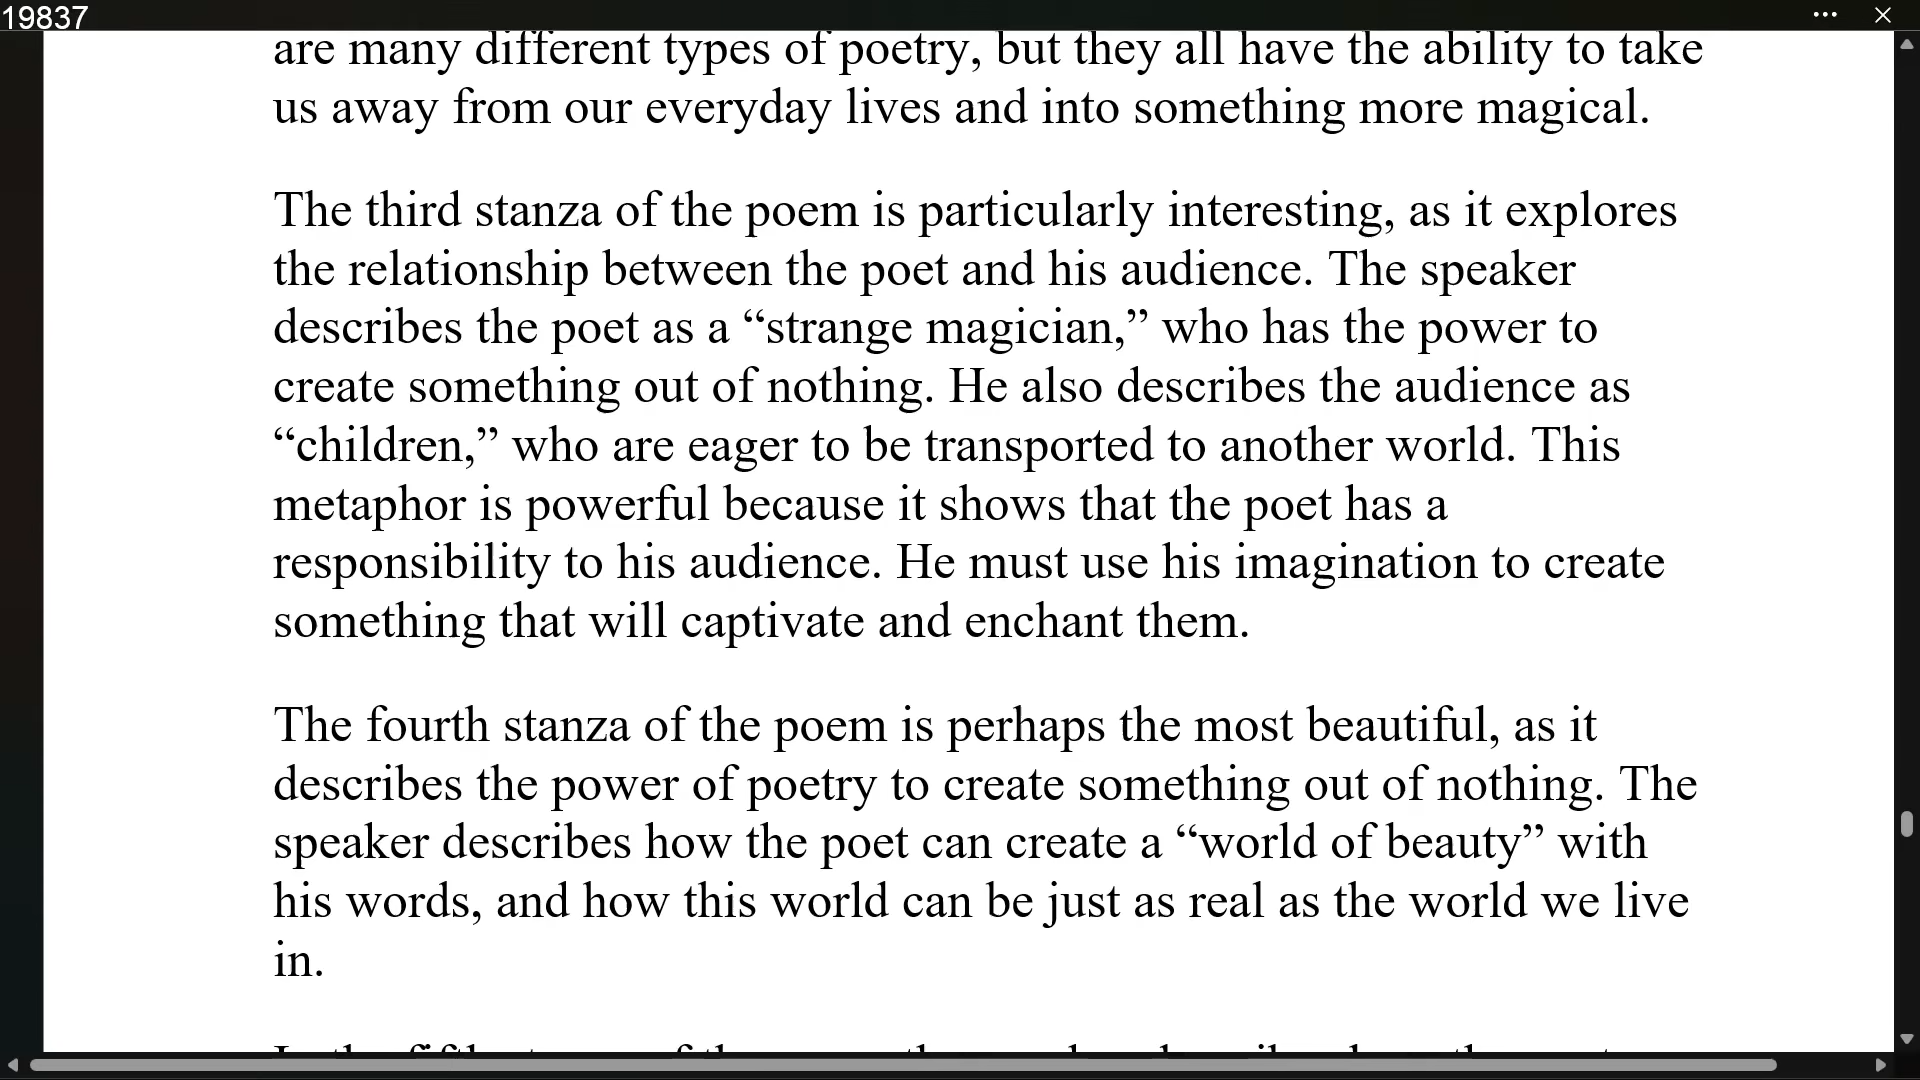 19837
are many different types of poetry, but they all have the ability to take
us away from our everyday lives and into something more magical.
The third stanza of the poem is particularly interesting, as it explores
the relationship between the poet and his audience. The speaker
describes the poet as a “strange magician,” who has the power to
create something out of nothing. He also describes the audience as
“children,” who are eager to be transported to another world. This
metaphor is powerful because it shows that the poet has a
responsibility to his audience. He must use his imagination to create
something that will captivate and enchant them.
The fourth stanza of the poem is perhaps the most beautiful, as it
describes the power of poetry to create something out of nothing. The
speaker describes how the poet can create a “world of beauty” with
his words, and how this world can be just as real as the world we live
in.